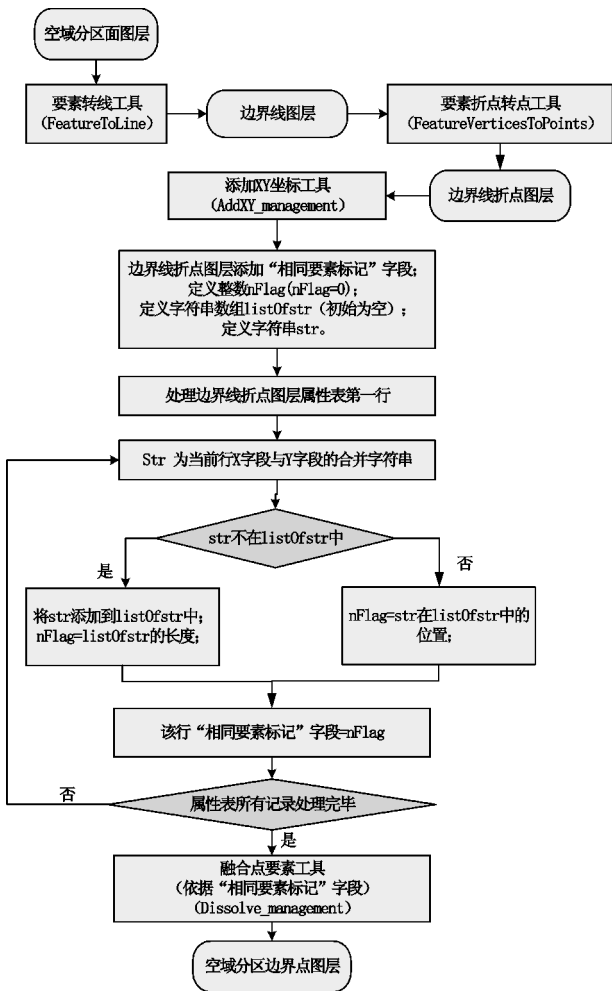 空域分区面图层
要素转线工具
(FeatureToLine)
边界线图层
要素折点转点工具
(FeatureVerticesToPoints)
边界线折点图层
添加XY坐标工具
(AddXY_management)
边界线折点图层添加“相同要素标记”字段;
定义整数nFlag(nFlag=0);
定义字符串数组listOfstr（初始为空）;
定义字符串str。
处理边界线折点图层属性表第一行
Str 为当前行X字段与Y字段的合并字符串
str不在listOfstr中
是
否
将str添加到listOfstr中;
nFlag=listOfstr的长度;
nFlag=str在listOfstr中的
位置;
该行“相同要素标记”字段=nFlag
否
属性表所有记录处理完毕
是
融合点要素工具
（依据“相同要素标记”字段）
(Dissolve_management)
空域分区边界点图层